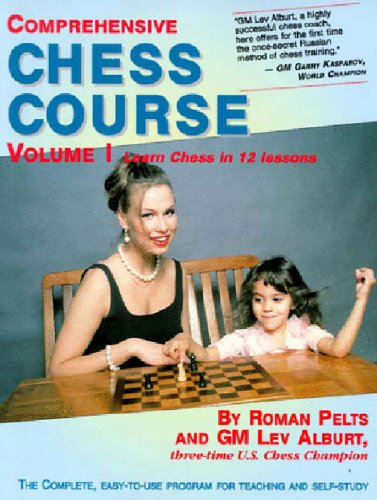 COMPREHENSIVE
CHESS
COURSE
VOLUME I Learn Chess in 12 lessons
"GM Lev Alburt, a highly
successful chess coach,
here offers for the first time
the once-secret Russian
method of chess training."
— GM GARRY KASPAROV,
WORLD CHAMPION
BY ROMAN PELTS
AND GM LEV ALBURT,
three-time U.S. Chess Champion
THE COMPLETE, EASY-TO-USE PROGRAM FOR TEACHING AND SELF-STUDY